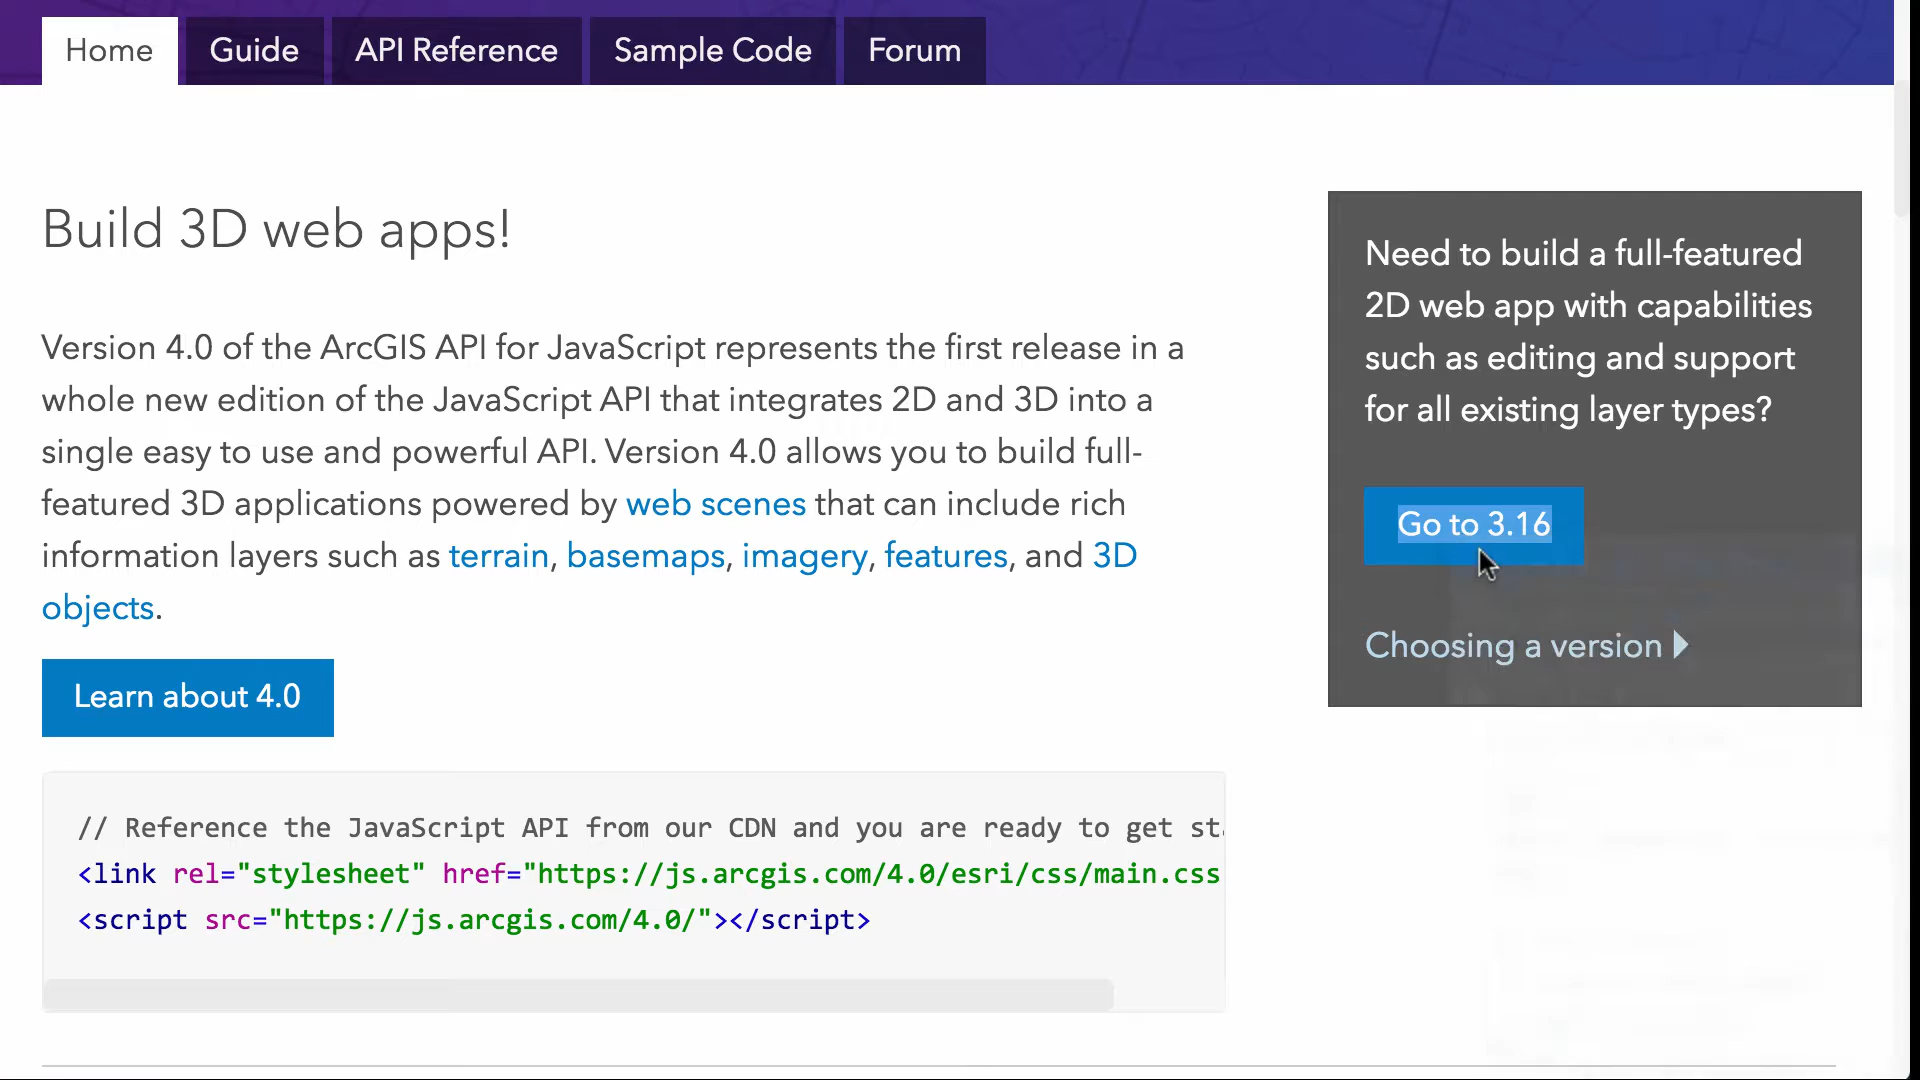 Home
Guide
API Reference
Sample Code
Forum
Build 3D web apps!
Version 4.0 of the ArcGIS API for JavaScript represents the first release in a
whole new edition of the JavaScript API that integrates 2D and 3D into a
single easy to use and powerful API. Version 4.0 allows you to build full-
featured 3D applications powered by web scenes that can include rich
information layers such as terrain, basemaps, imagery, features, and 3D
objects.
Learn about 4.0
// Reference the JavaScript API from our CDN and you are ready to get st
<link rel="stylesheet" href="https://js.arcgis.com/4.0/esri/css/main.css
<script src="https://js.arcgis.com/4.0/"></script>
Need to build a full-featured
2D web app with capabilities
such as editing and support
for all existing layer types?
Go to 3.16
Choosing a version